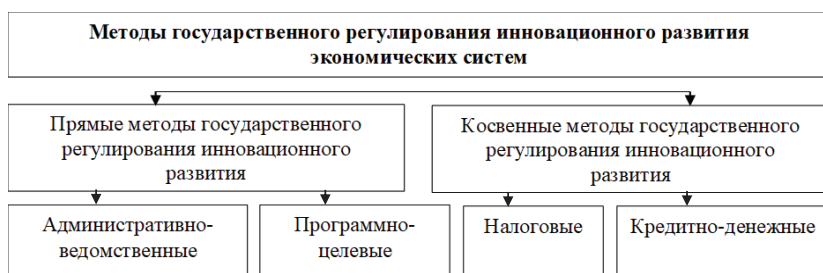 Методы государственного регулирования инновационного развития
экономических систем
Прямые методы государственного
регулирования инновационного
развития
Косвенные методы государственного
регулирования инновационного
развития
Административно-
ведомственные
Программно-
целевые
Налоговые
Кредитно-денежные